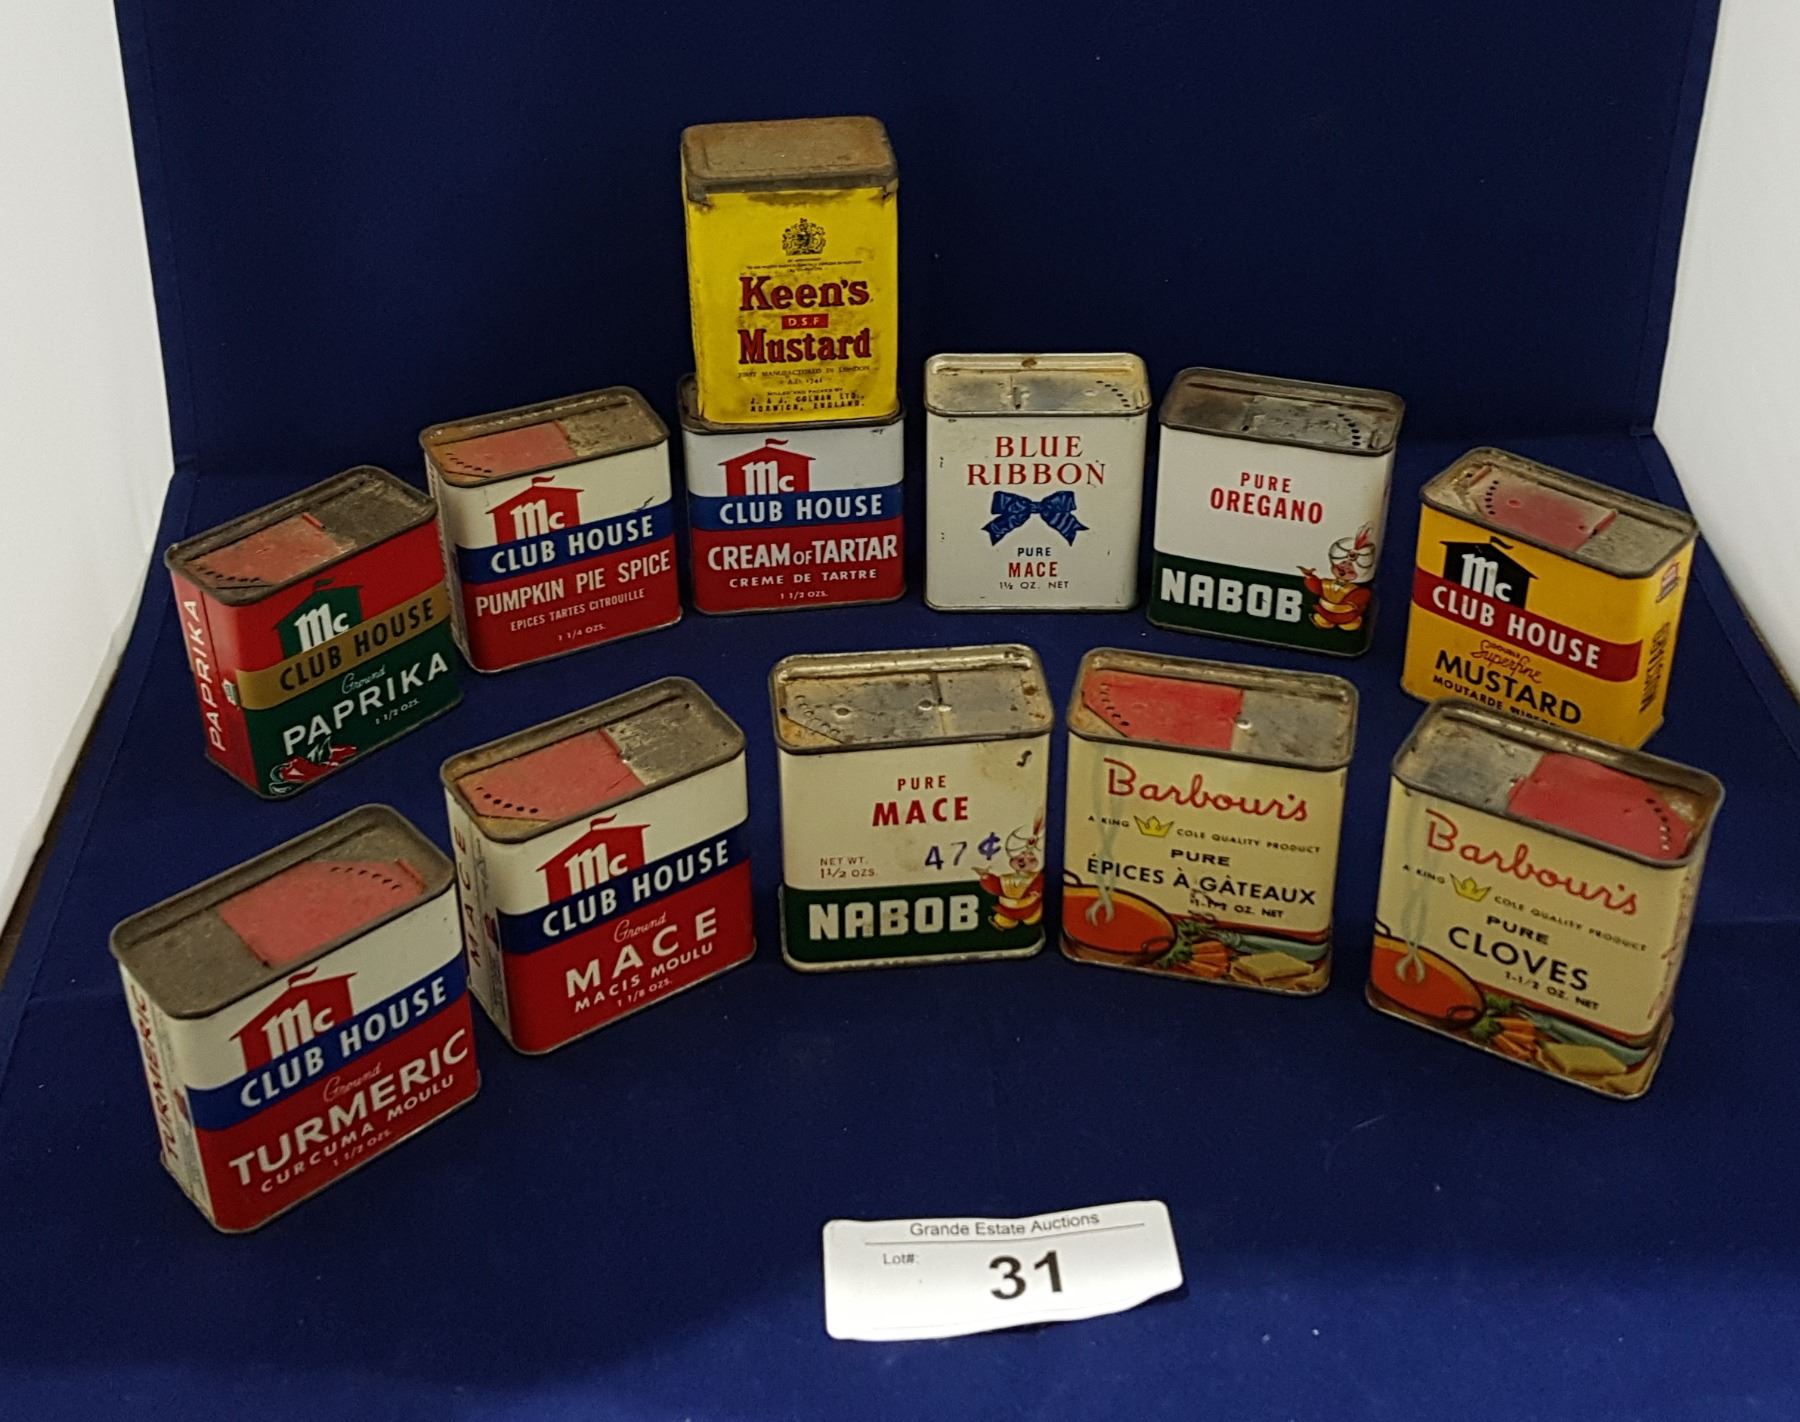 Keen's
D.S.F
Mustard
FIRST MANUFACTURED IN LONDON
A.D. 1741
J. & J. COLMAN LTD.,
NORWICH, ENGLAND.
PAPRIKA
Mc
CLUB HOUSE
Ground
PAPRIKA
1 1/2 OZS.
Mc
CLUB HOUSE
PUMPKIN PIE SPICE
EPICES TARTES CITROUILLE
1 1/4 OZS.
Mc
CLUB HOUSE
CREAM OF TARTAR
CREME DE TARTRE
1 1/2 OZS.
BLUE
RIBBON
PURE
MACE
1½ OZ. NET
PURE
OREGANO
NABOB
Mc
CLUB HOUSE
DOUBLE
Superfine
MUSTARD
MOUTARDE
MUSTARD
TURMERIC
Mc
CLUB HOUSE
Ground
TURMERIC
CURCUMA MOULU
1 1/2 OZS.
MACE
Mc
CLUB HOUSE
Ground
MACE
MACIS MOULU
1 1/8 OZS.
PURE
MACE
47¢
NET WT.
1½ OZS.
NABOB
Barbour's
A KING COLE QUALITY PRODUCT
PURE
ÉPICES À GÂTEAUX
OZ. NET
Barbour's
A KING COLE QUALITY PRODUCT
PURE
CLOVES
1-1/2 OZ. NET
Grande Estate Auctions
Lot#:
31